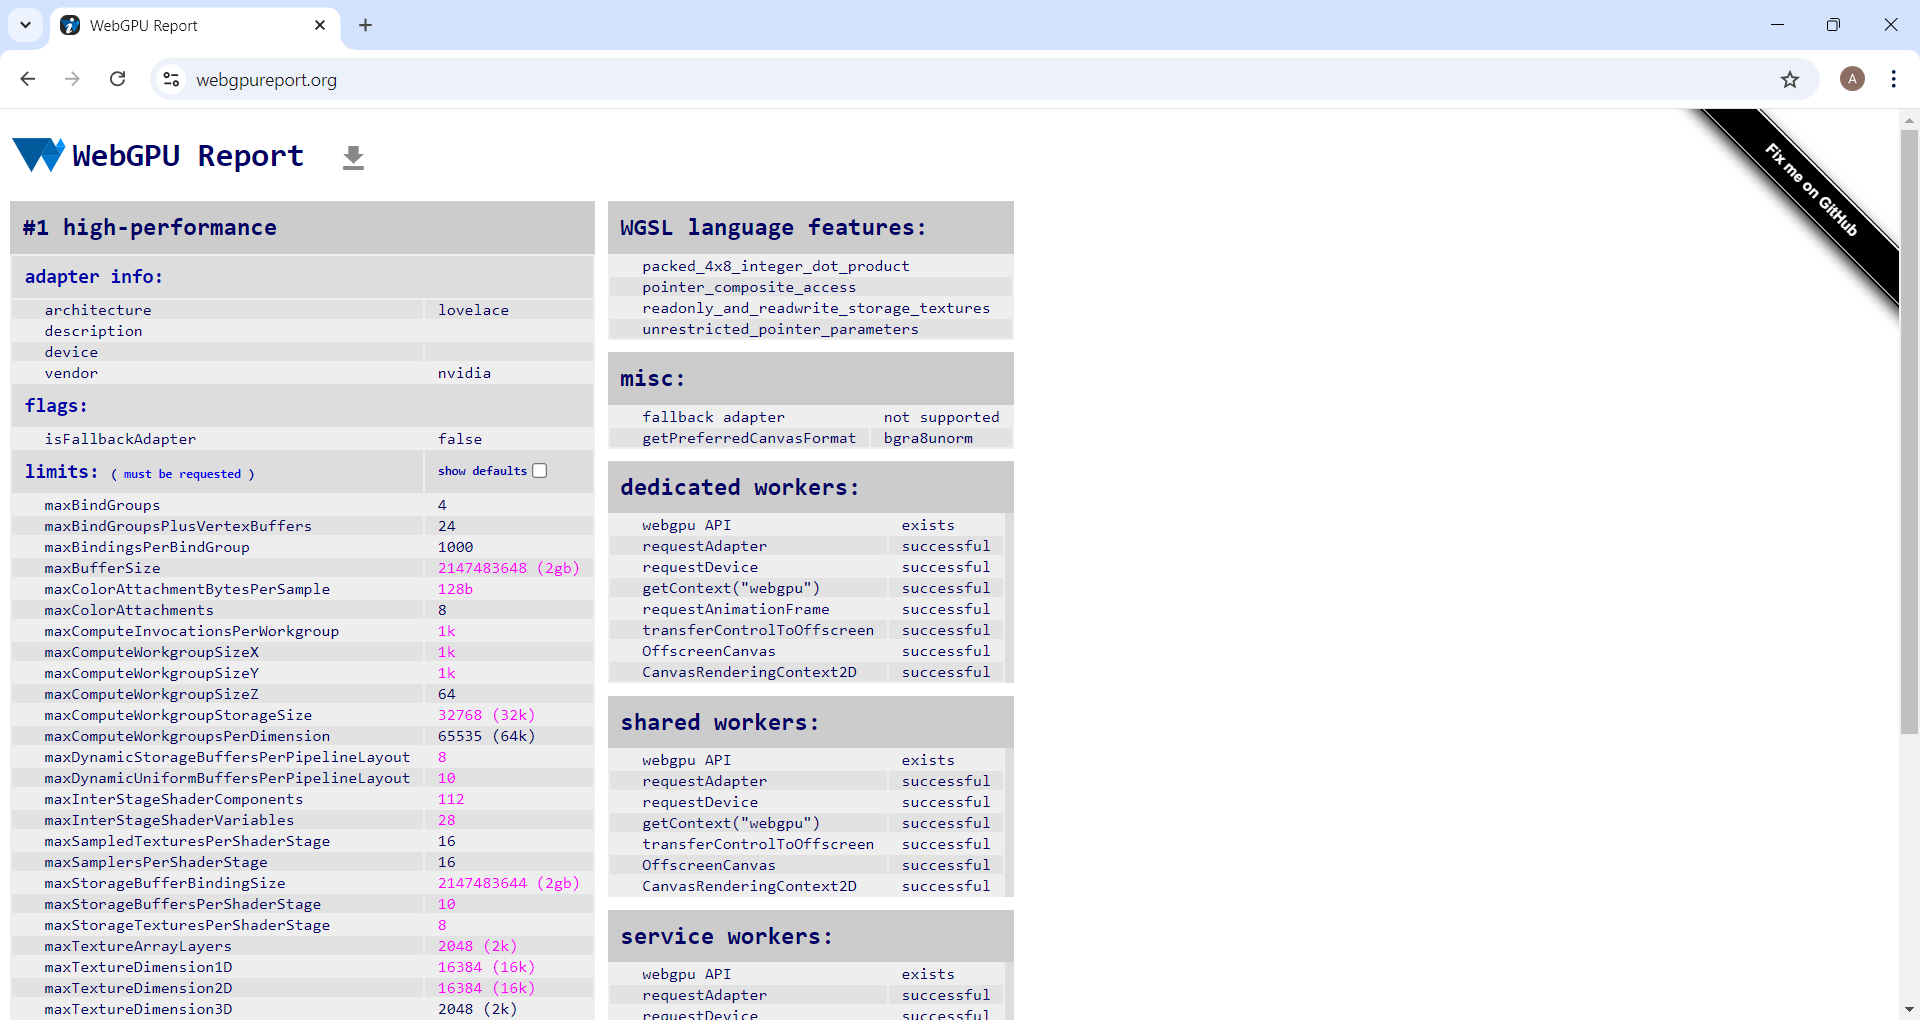 WebGPU Report
webgpureport.org
A
Fix me on GitHub
WebGPU Report
#1 high-performance
adapter info:
architecture lovelace
description
device
vendor nvidia
flags:
isFallbackAdapter false
limits: ( must be requested ) show defaults
maxBindGroups 4
maxBindGroupsPlusVertexBuffers 24
maxBindingsPerBindGroup 1000
maxBufferSize 2147483648 (2gb)
maxColorAttachmentBytesPerSample 128b
maxColorAttachments 8
maxComputeInvocationsPerWorkgroup 1k
maxComputeWorkgroupSizeX 1k
maxComputeWorkgroupSizeY 1k
maxComputeWorkgroupSizeZ 64
maxComputeWorkgroupStorageSize 32768 (32k)
maxComputeWorkgroupsPerDimension 65535 (64k)
maxDynamicStorageBuffersPerPipelineLayout 8
maxDynamicUniformBuffersPerPipelineLayout 10
maxInterStageShaderComponents 112
maxInterStageShaderVariables 28
maxSampledTexturesPerShaderStage 16
maxSamplersPerShaderStage 16
maxStorageBufferBindingSize 2147483644 (2gb)
maxStorageBuffersPerShaderStage 10
maxStorageTexturesPerShaderStage 8
maxTextureArrayLayers 2048 (2k)
maxTextureDimension1D 16384 (16k)
maxTextureDimension2D 16384 (16k)
maxTextureDimension3D 2048 (2k)
WGSL language features:
packed_4x8_integer_dot_product
pointer_composite_access
readonly_and_readwrite_storage_textures
unrestricted_pointer_parameters
misc:
fallback adapter not supported
getPreferredCanvasFormat bgra8unorm
dedicated workers:
webgpu API exists
requestAdapter successful
requestDevice successful
getContext("webgpu") successful
requestAnimationFrame successful
transferControlToOffscreen successful
OffscreenCanvas successful
CanvasRenderingContext2D successful
shared workers:
webgpu API exists
requestAdapter successful
requestDevice successful
getContext("webgpu") successful
transferControlToOffscreen successful
OffscreenCanvas successful
CanvasRenderingContext2D successful
service workers:
webgpu API exists
requestAdapter successful
requestDevice successful